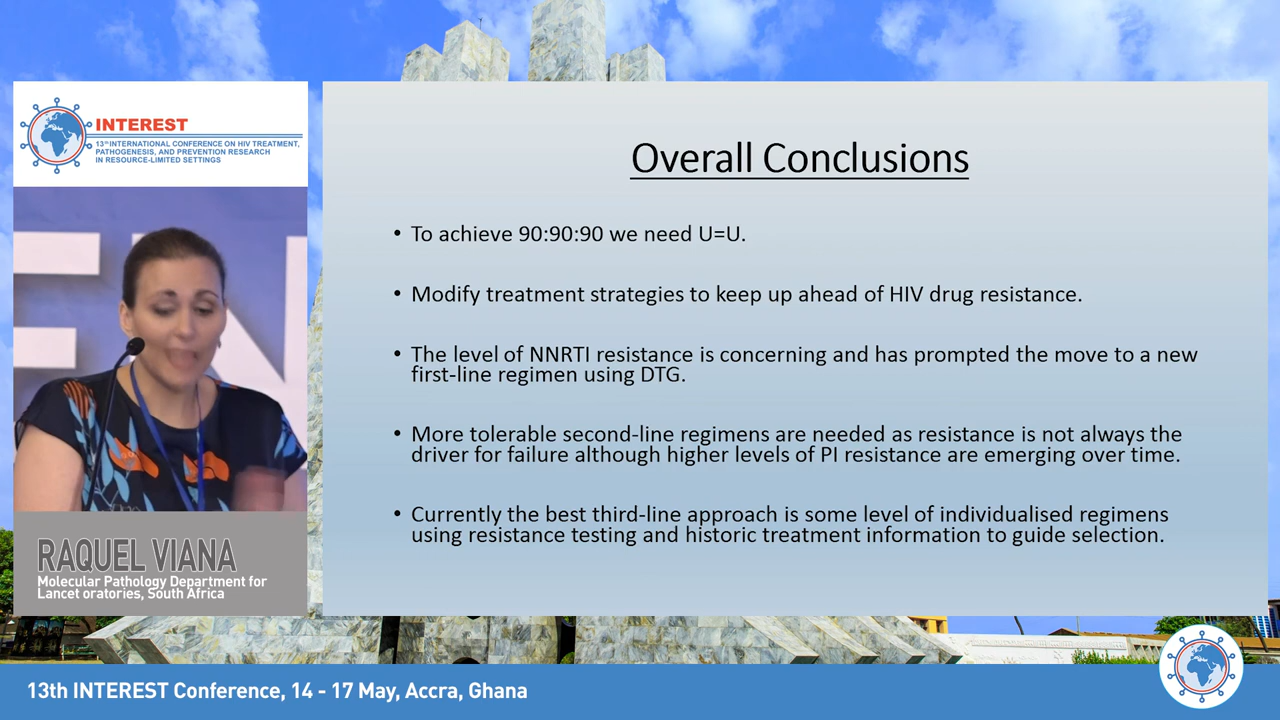 INTEREST
13th INTERNATIONAL CONFERENCE ON HIV TREATMENT,
PATHOGENESIS, AND PREVENTION RESEARCH
IN RESOURCE-LIMITED SETTINGS
EN
RAQUEL VIANA
Molecular Pathology Department for
Lancet oratories, South Africa
Overall Conclusions
• To achieve 90:90:90 we need U=U.
• Modify treatment strategies to keep up ahead of HIV drug resistance.
• The level of NNRTI resistance is concerning and has prompted the move to a new
first-line regimen using DTG.
• More tolerable second-line regimens are needed as resistance is not always the
driver for failure although higher levels of PI resistance are emerging over time.
• Currently the best third-line approach is some level of individualised regimens
using resistance testing and historic treatment information to guide selection.
13th INTEREST Conference, 14 - 17 May, Accra, Ghana